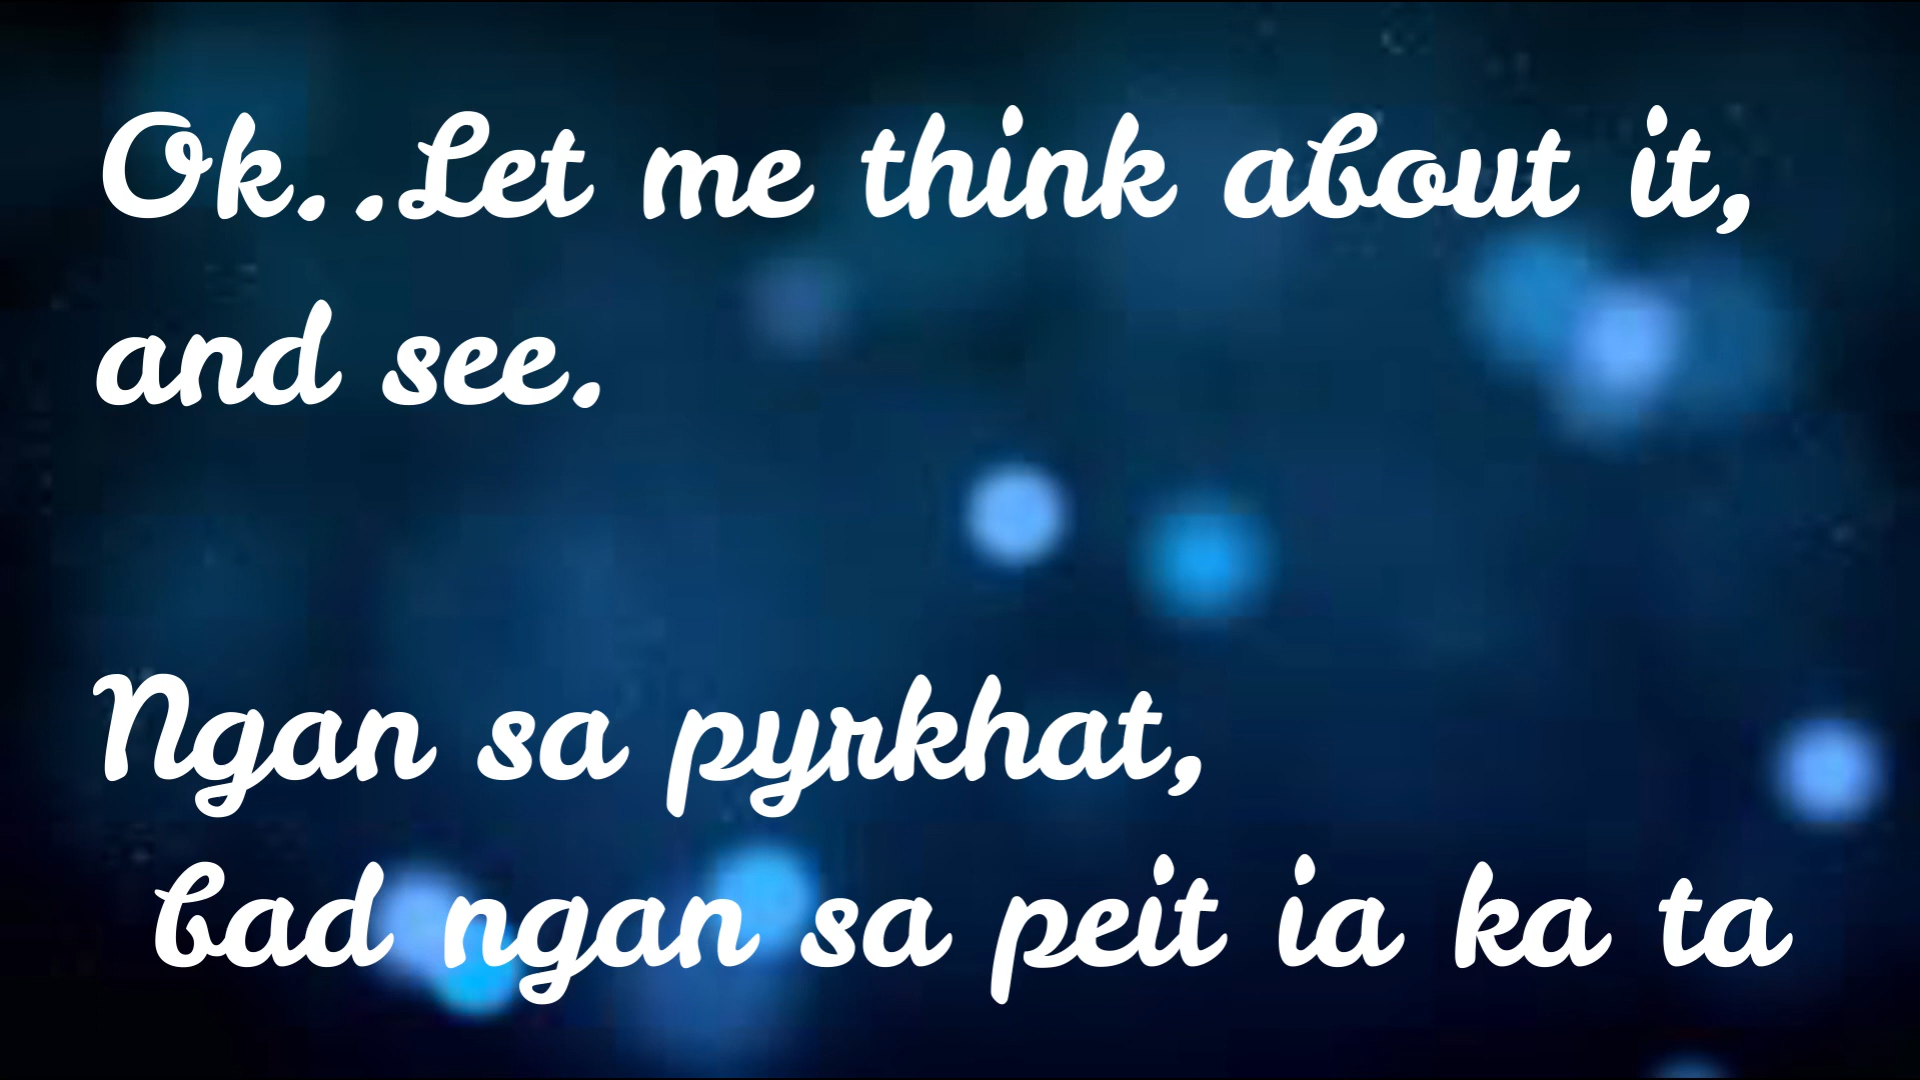 Ok..Let me think about it,
and see.
Ngan sa pyrkhat,
bad ngan sa peit ia ka ta